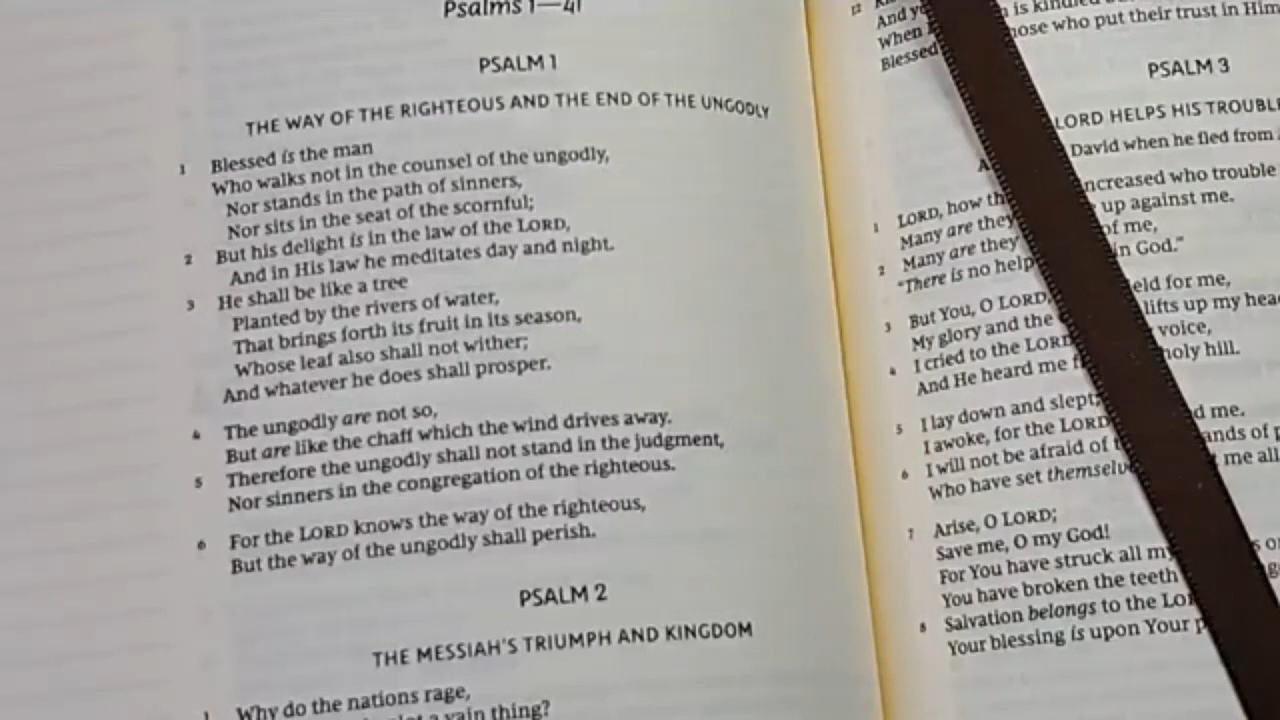 Psalms 1—41
PSALM 1
THE WAY OF THE RIGHTEOUS AND THE END OF THE UNGODLY
1 Blessed is the man
Who walks not in the counsel of the ungodly,
Nor stands in the path of sinners,
Nor sits in the seat of the scornful;
2 But his delight is in the law of the LORD,
And in His law he meditates day and night.
3 He shall be like a tree
Planted by the rivers of water,
That brings forth its fruit in its season,
Whose leaf also shall not wither;
And whatever he does shall prosper.
4 The ungodly are not so,
But are like the chaff which the wind drives away.
5 Therefore the ungodly shall not stand in the judgment,
Nor sinners in the congregation of the righteous.
6 For the LORD knows the way of the righteous,
But the way of the ungodly shall perish.
PSALM 2
THE MESSIAH'S TRIUMPH AND KINGDOM
1 Why do the nations rage,
a vain thing?
12
And is kindled
When those who put their trust in Him
Blessed
PSALM 3
LORD HELPS HIS
David when he fled from
1 LORD, how increased who trouble
Many are they up against me.
2 Many are they of me,
"There is no help in God."
3 But You, O LORD, for me,
My glory and the lifts up my
4 I cried to the LORD voice,
And He heard me holy hill.
5 I lay down and slept; me.
I awoke, for the LORD
6 I will not be afraid of of
Who have set me all
7 Arise, O LORD;
Save me, O my God!
For You have struck all
You have broken the teeth
8 Salvation belongs to the
Your blessing is upon Your